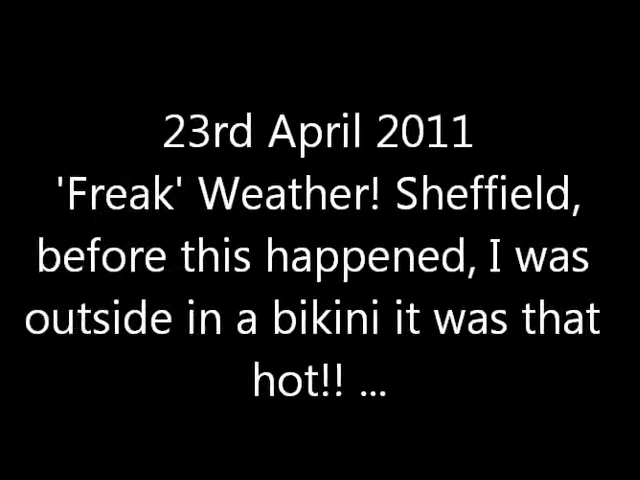 23rd April 2011
'Freak' Weather! Sheffield,
before this happened, I was
outside in a bikini it was that
hot!! ...